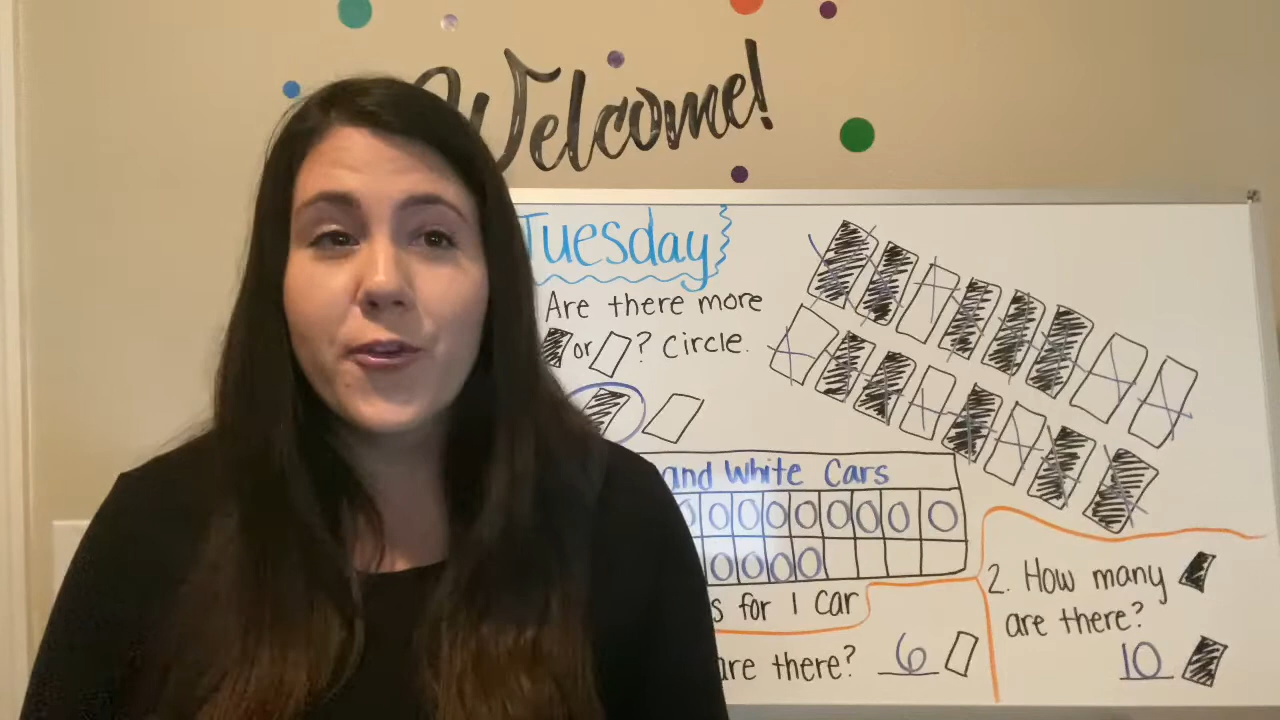 Welcome!
Tuesday
Are there more
or ? Circle.
and White Cars
s for 1 Car
are there? 6
2. How many
are there?
10